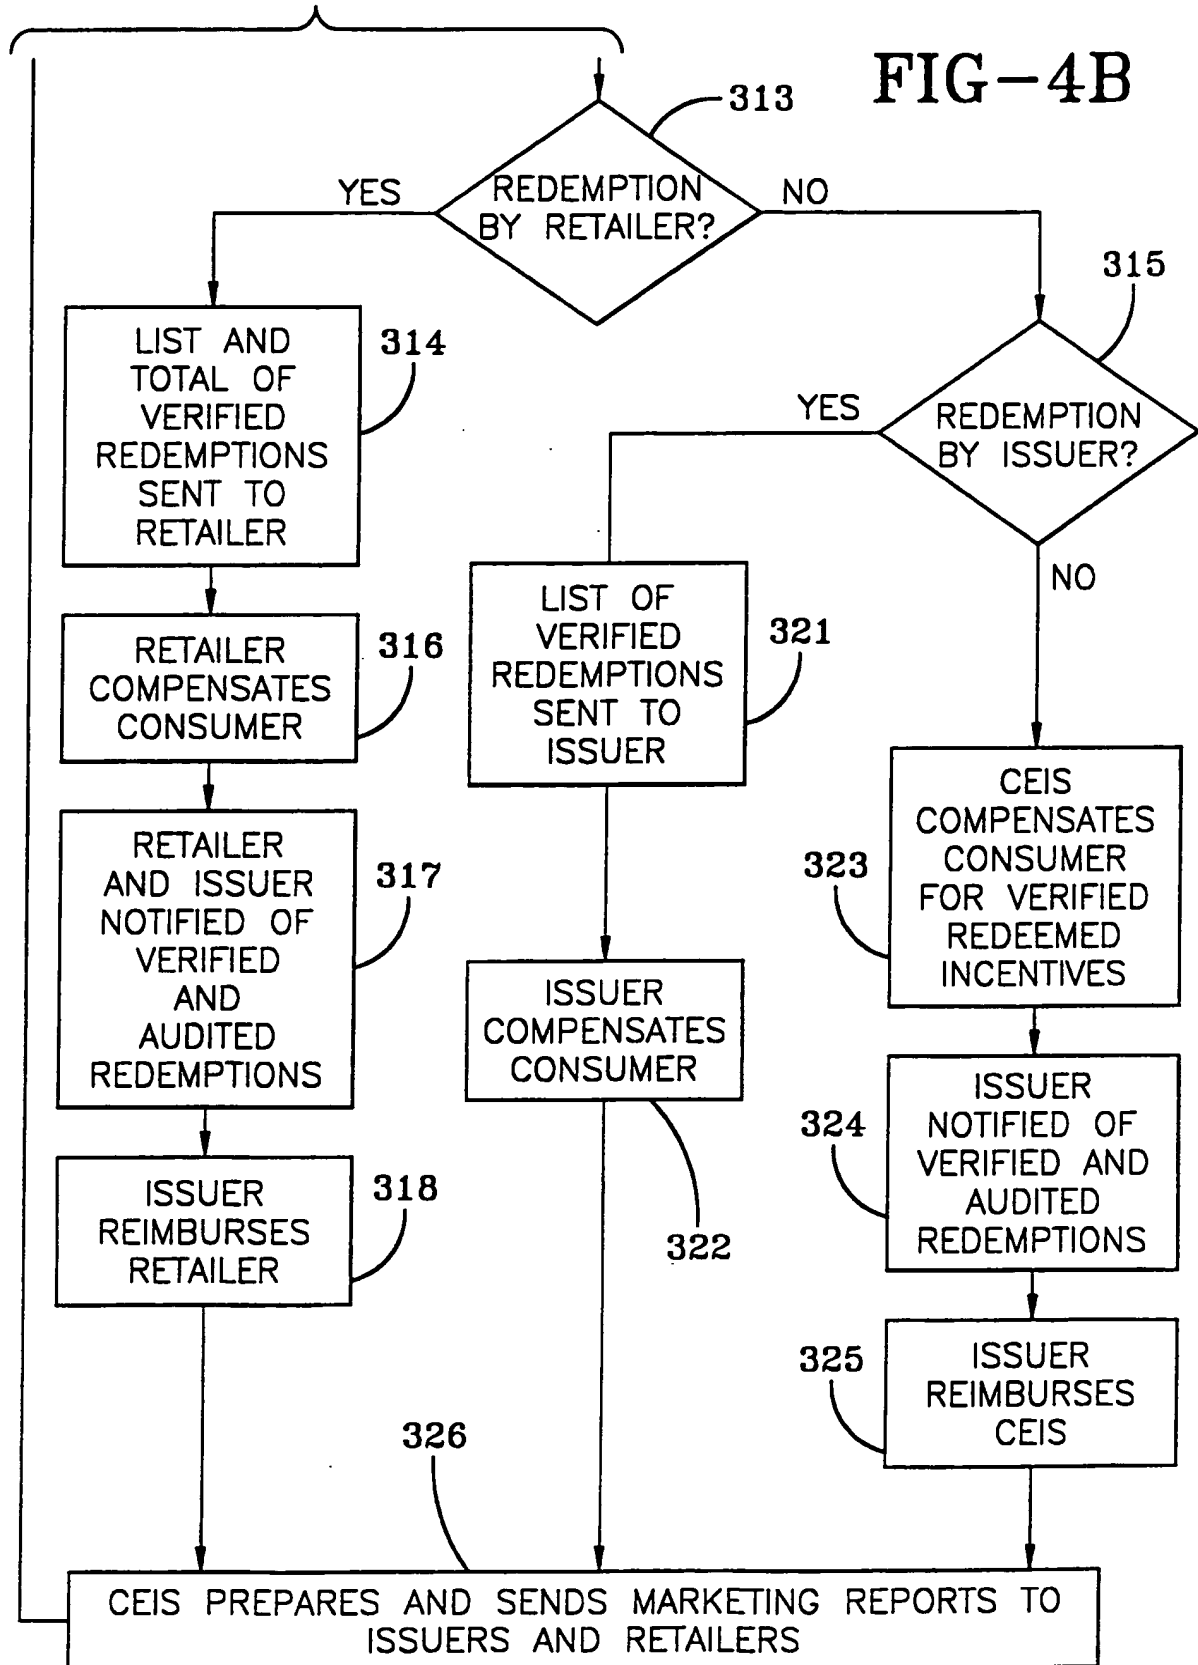 FIG-4B
313
REDEMPTION
BY RETAILER?
YES
NO
315
REDEMPTION
BY ISSUER?
YES
NO
LIST AND
TOTAL OF
VERIFIED
REDEMPTIONS
SENT TO
RETAILER
314
RETAILER
COMPENSATES
CONSUMER
316
RETAILER
AND ISSUER
NOTIFIED OF
VERIFIED
AND
AUDITED
REDEMPTIONS
317
ISSUER
REIMBURSES
RETAILER
318
LIST OF
VERIFIED
REDEMPTIONS
SENT TO
ISSUER
321
ISSUER
COMPENSATES
CONSUMER
322
CEIS
COMPENSATES
CONSUMER
FOR VERIFIED
REDEEMED
INCENTIVES
323
ISSUER
NOTIFIED OF
VERIFIED AND
AUDITED
REDEMPTIONS
324
ISSUER
REIMBURSES
CEIS
325
326
CEIS PREPARES AND SENDS MARKETING REPORTS TO
ISSUERS AND RETAILERS